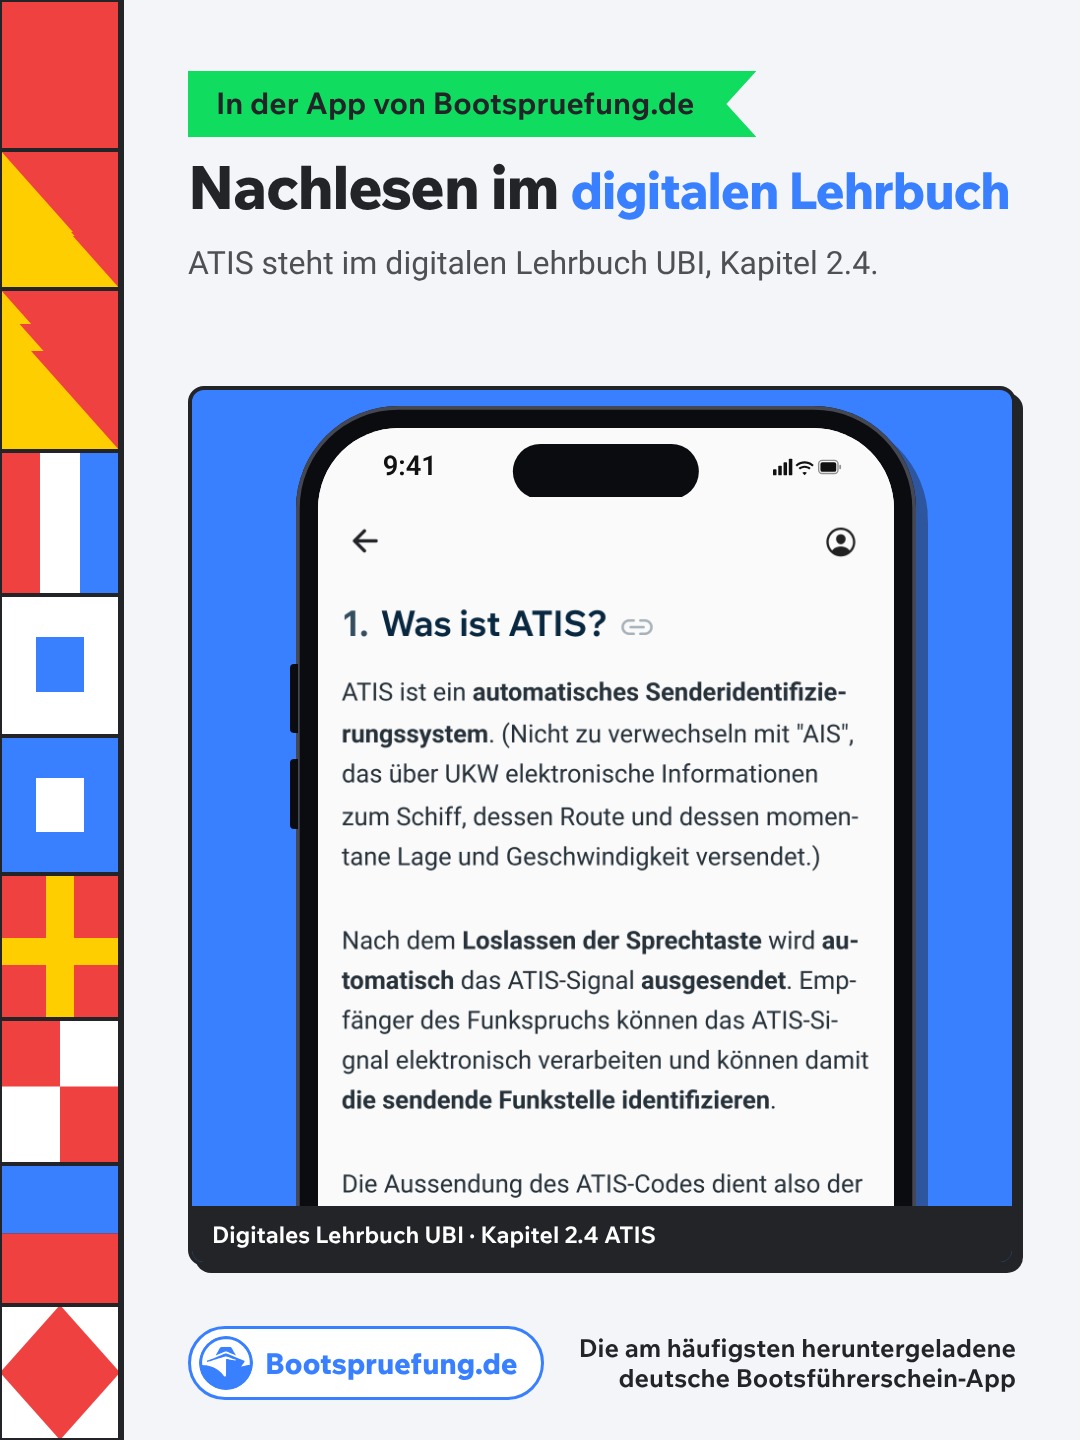 In der App von Bootspruefung.de
Nachlesen im digitalen Lehrbuch
ATIS steht im digitalen Lehrbuch UBI, Kapitel 2.4.
9:41
1. Was ist ATIS?
ATIS ist ein automatisches Senderidentifizie-
rungssystem. (Nicht zu verwechseln mit "AIS",
das über UKW elektronische Informationen
zum Schiff, dessen Route und dessen momen-
tane Lage und Geschwindigkeit versendet.)
Nach dem Loslassen der Sprechtaste wird au-
tomatisch das ATIS-Signal ausgesendet. Emp-
fänger des Funkspruchs können das ATIS-Si-
gnal elektronisch verarbeiten und können damit
die sendende Funkstelle identifizieren.
Die Aussendung des ATIS-Codes dient also der
Digitales Lehrbuch UBI · Kapitel 2.4 ATIS
Bootspruefung.de
Die am häufigsten heruntergeladene
deutsche Bootsführerschein-App